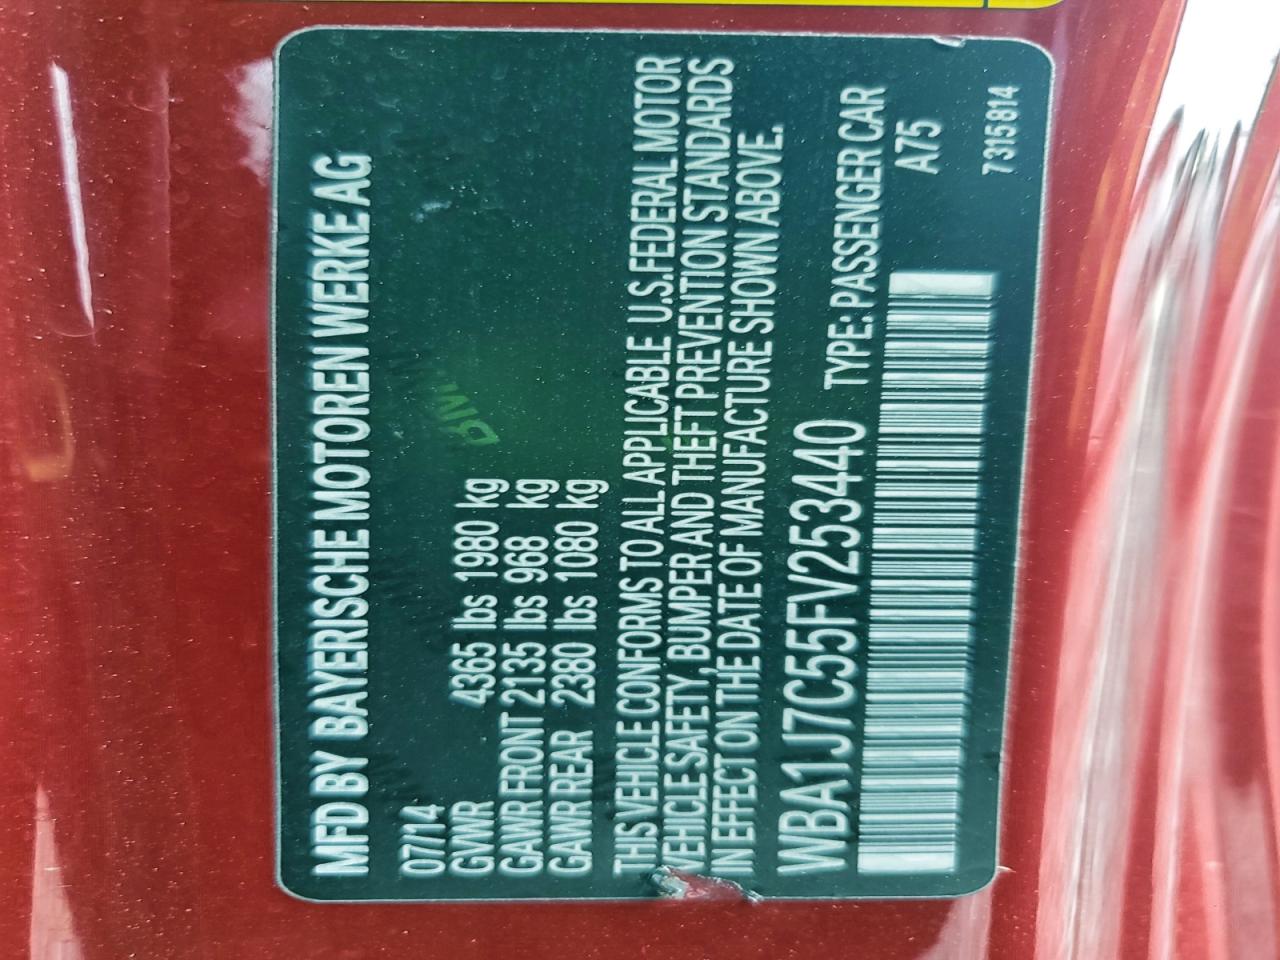 MFD BY BAYERISCHE MOTOREN WERKE AG
07/14
GVWR 4365 lbs 1980 kg
GAWR FRONT 2135 lbs 968 kg
GAWR REAR 2380 lbs 1080 kg
BMW
THIS VEHICLE CONFORMS TO ALL APPLICABLE U.S. FEDERAL MOTOR
VEHICLE SAFETY, BUMPER AND THEFT PREVENTION STANDARDS
IN EFFECT ON THE DATE OF MANUFACTURE SHOWN ABOVE.
WBA1J7C55FV253440 TYPE: PASSENGER CAR
A75
7315814